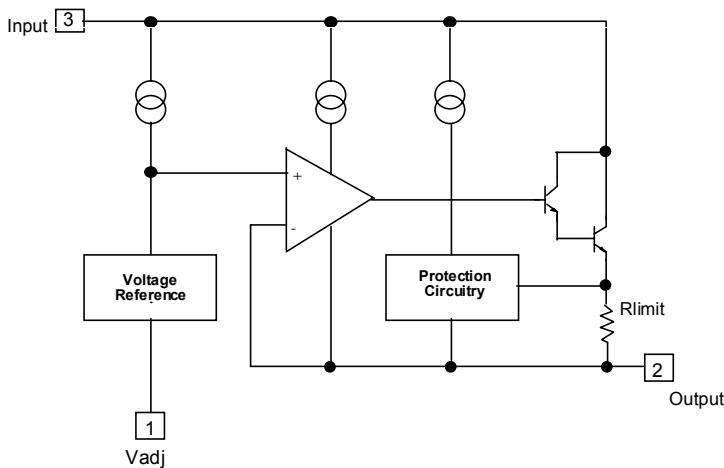 Input 3
+
-
Voltage
Reference
Protection
Circuitry
Rlimit
2
Output
1
Vadj